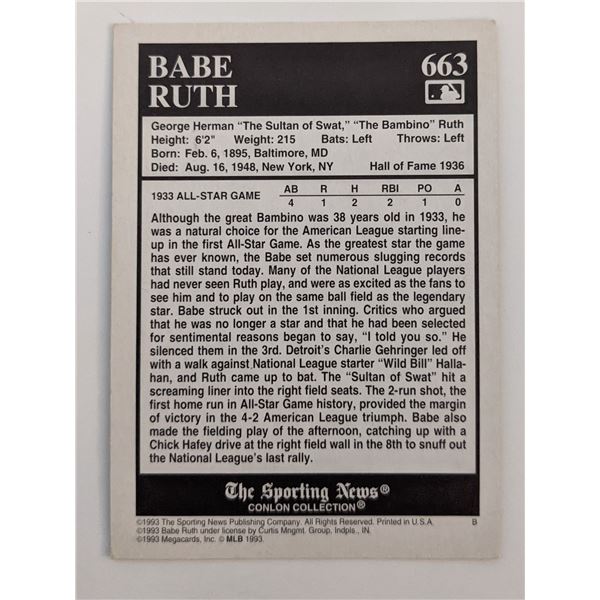 BABE 663
RUTH
George Herman "The Sultan of Swat," "The Bambino" Ruth
Height: 6'2" Weight: 215 Bats: Left Throws: Left
Born: Feb. 6, 1895, Baltimore, MD
Died: Aug. 16, 1948, New York, NY Hall of Fame 1936
AB R H RBI PO A
1933 ALL-STAR GAME 4 1 2 2 1 0
Although the great Bambino was 38 years old in 1933, he
was a natural choice for the American League starting line-
up in the first All-Star Game. As the greatest star the game
has ever known, the Babe set numerous slugging records
that still stand today. Many of the National League players
had never seen Ruth play, and were as excited as the fans to
see him and to play on the same ball field as the legendary
star. Babe struck out in the 1st inning. Critics who argued
that he was no longer a star and that he had been selected
for sentimental reasons began to say, "I told you so." He
silenced them in the 3rd. Detroit's Charlie Gehringer led off
with a walk against National League starter "Wild Bill" Halla-
han, and Ruth came up to bat. The "Sultan of Swat" hit a
screaming liner into the right field seats. The 2-run shot, the
first home run in All-Star Game history, provided the margin
of victory in the 4-2 American League triumph. Babe also
made the fielding play of the afternoon, catching up with a
Chick Hafey drive at the right field wall in the 8th to snuff out
the National League's last rally.
The Sporting News®
CONLON COLLECTION®
©1993 The Sporting News Publishing Company. All Rights Reserved. Printed in U.S.A. B
©1993 Babe Ruth under license by Curtis Mngmt. Group, Indpls., IN.
©1993 Megacards, Inc. © MLB 1993.